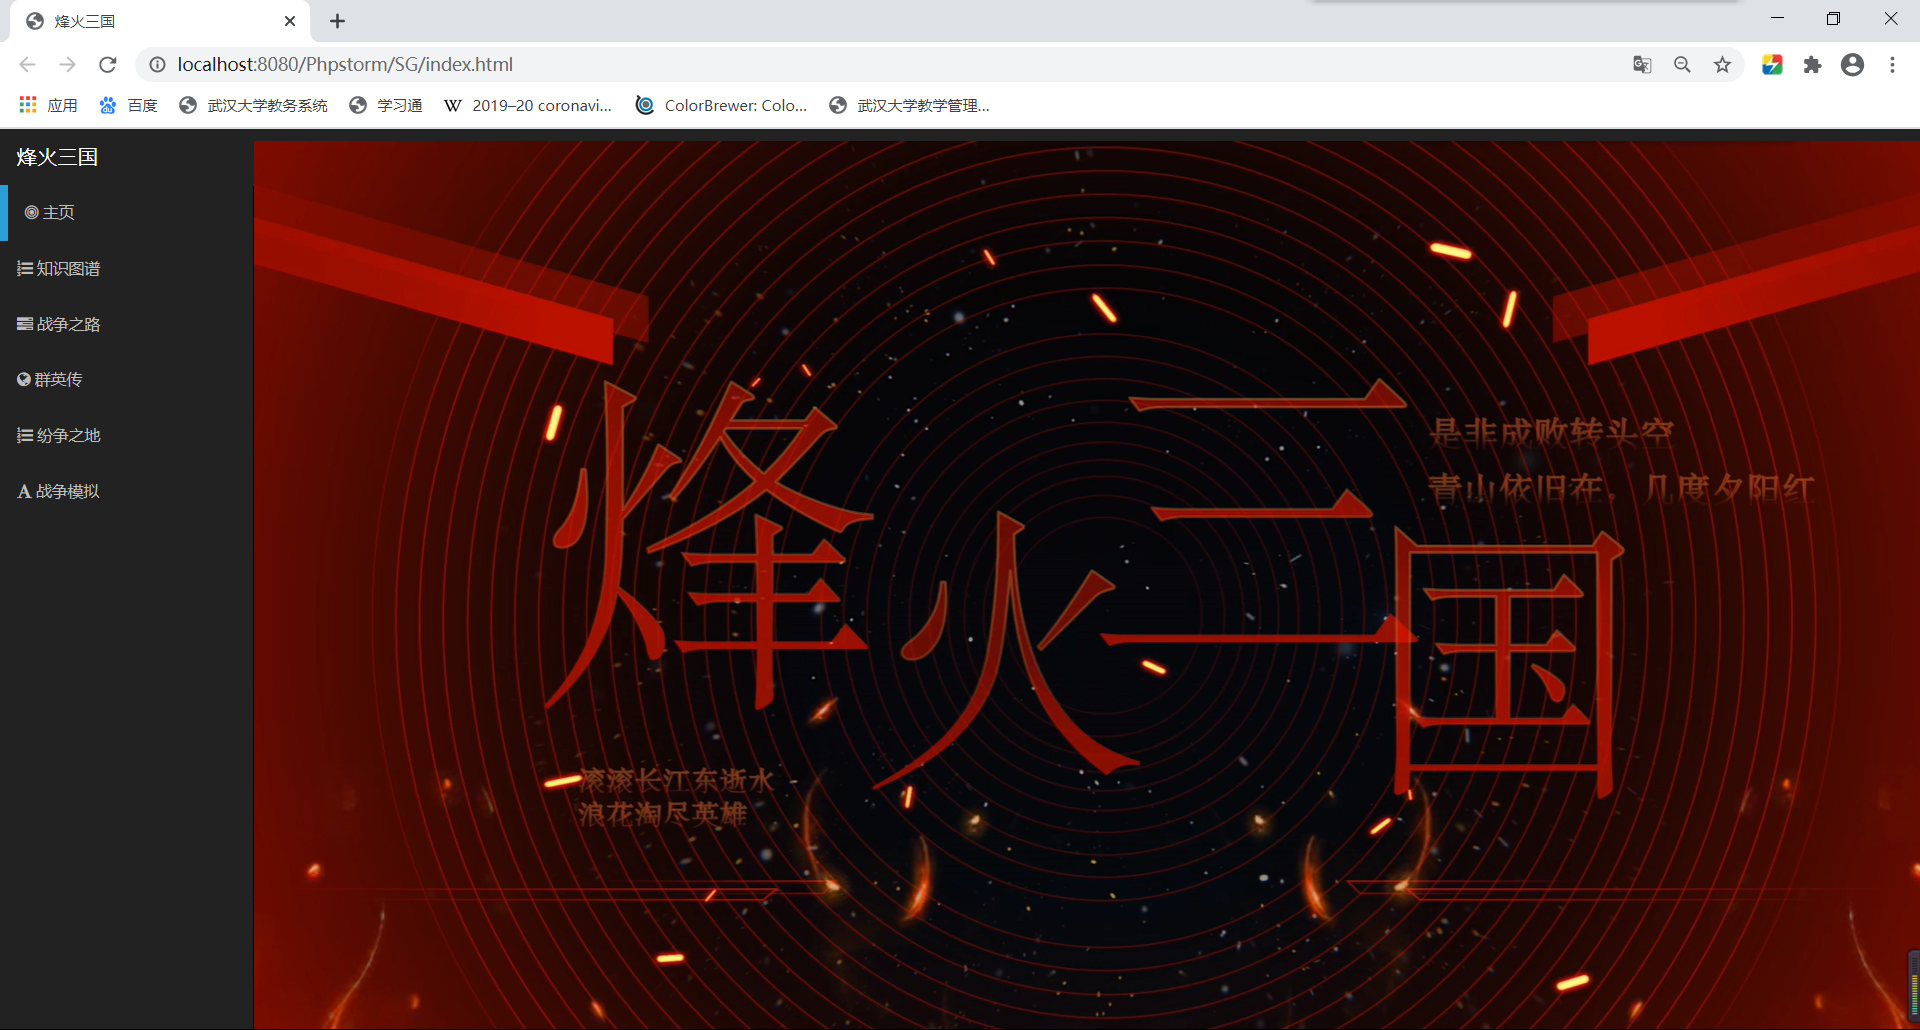 烽火三国
localhost:8080/Phpstorm/SG/index.html
应用 百度 武汉大学教务系统 学习通 2019–20 coronavi... ColorBrewer: Colo... 武汉大学教学管理...
烽火三国
主页
知识图谱
战争之路
群英传
纷争之地
战争模拟
烽火三国
是非成败转头空
青山依旧在，几度夕阳红
滚滚长江东逝水
浪花淘尽英雄